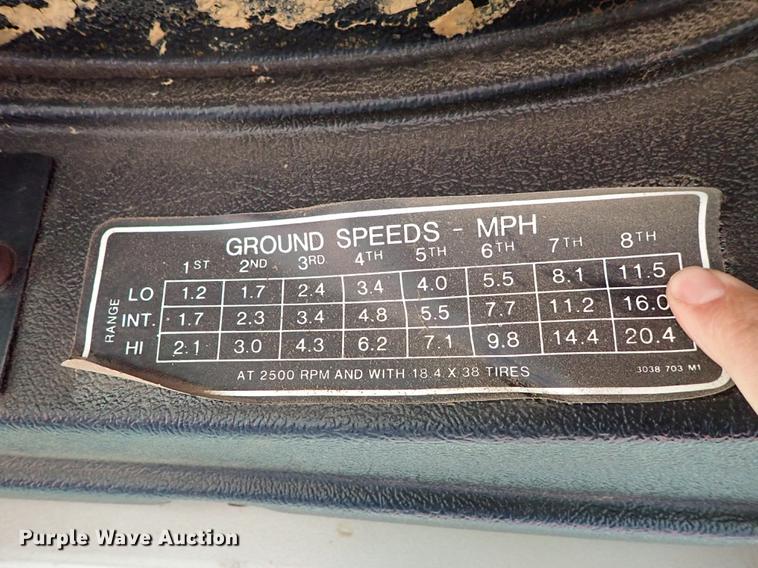 GROUND SPEEDS - MPH
1ST 2ND 3RD 4TH 5TH 6TH 7TH 8TH
RANGE
LO 1.2 1.7 2.4 3.4 4.0 5.5 8.1 11.5
INT. 1.7 2.3 3.4 4.8 5.5 7.7 11.2 16.0
HI 2.1 3.0 4.3 6.2 7.1 9.8 14.4 20.4
AT 2500 RPM AND WITH 18.4 X 38 TIRES
3038 703 M1
Purple Wave Auction